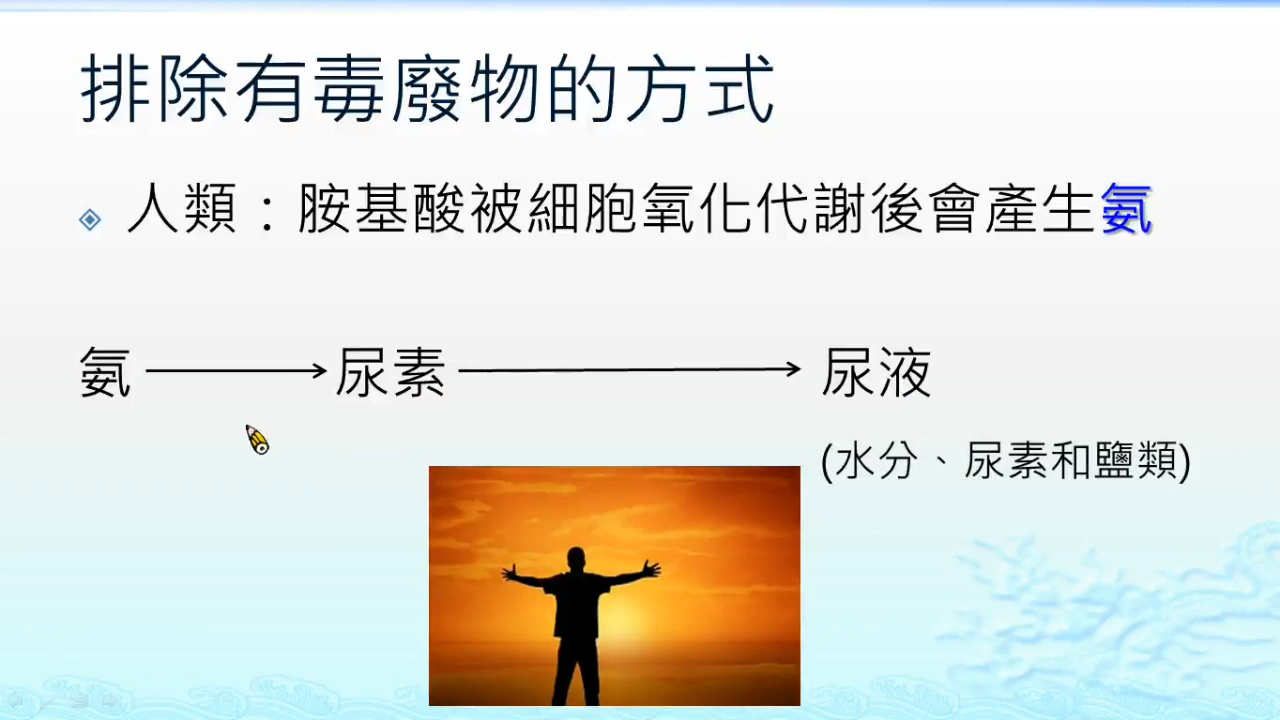 排除有毒廢物的方式
人類：胺基酸被細胞氧化代謝後會產生氨
氨 尿素 尿液
(水分、尿素和鹽類)